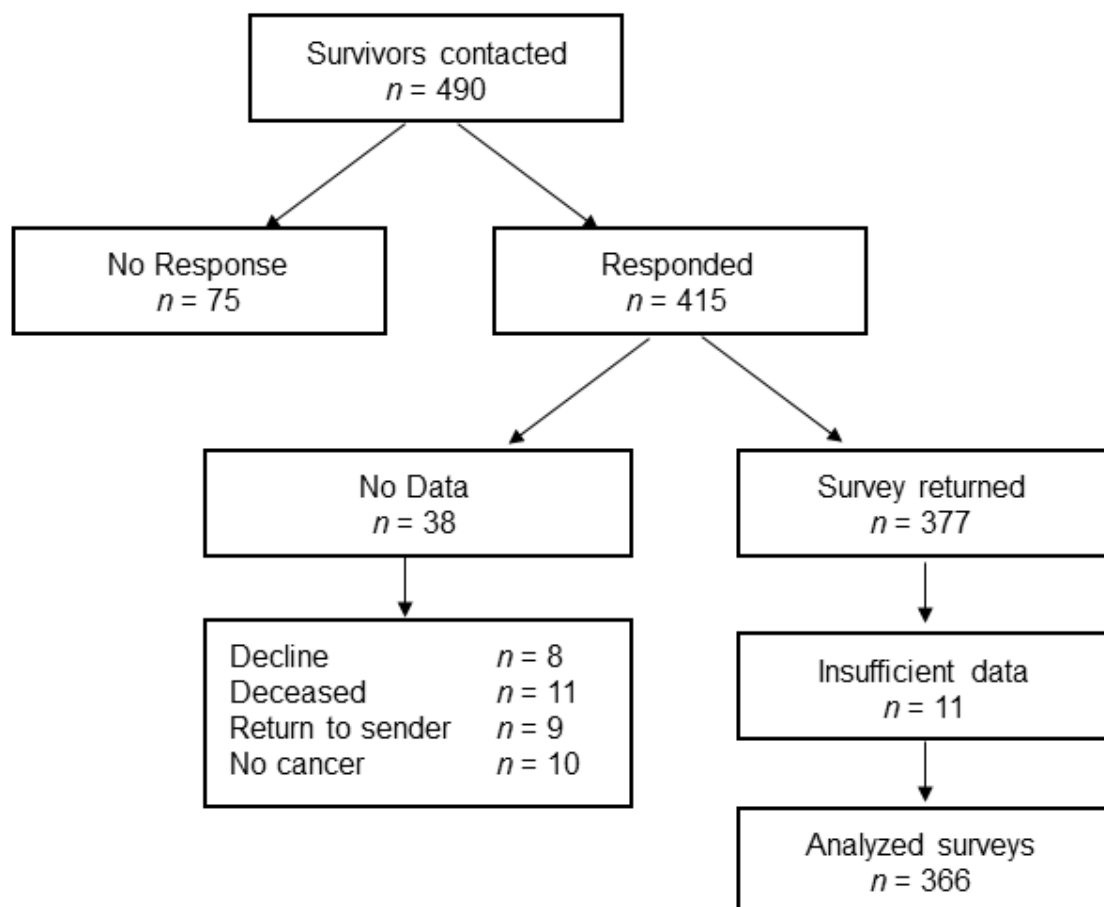 Survivors contacted
n = 490
No Response
n = 75
Responded
n = 415
No Data
n = 38
Survey returned
n = 377
Decline n = 8
Deceased n = 11
Return to sender n = 9
No cancer n = 10
Insufficient data
n = 11
Analyzed surveys
n = 366